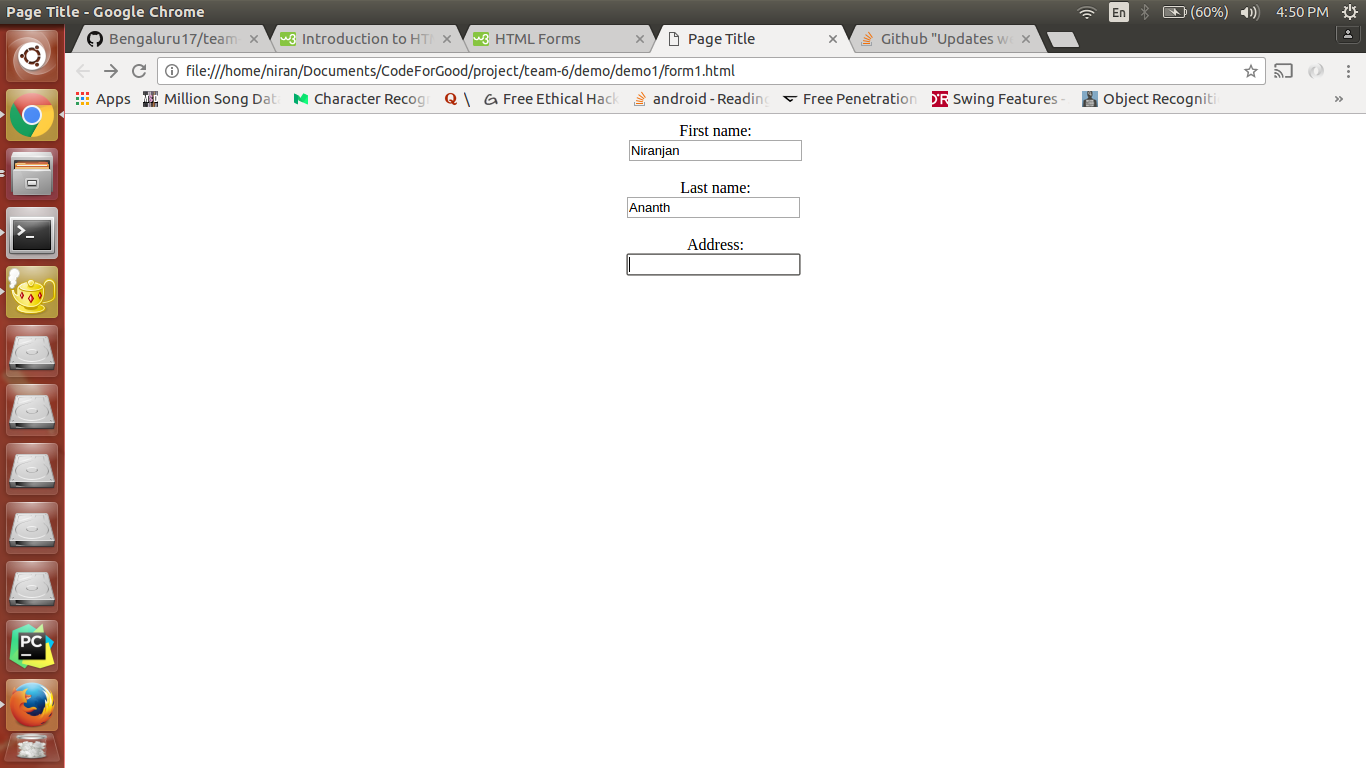 Page Title - Google Chrome
En (60%) 4:50 PM
Bengaluru17/team
Introduction to HT
HTML Forms
Page Title
Github "Updates w
file:///home/niran/Documents/CodeForGood/project/team-6/demo/demo1/form1.html
Apps Million Song Dat Character Recog Q \ Free Ethical Hack android - Reading Free Penetration Swing Features - Object Recogniti »
First name:
Niranjan
Last name:
Ananth
Address:
PC